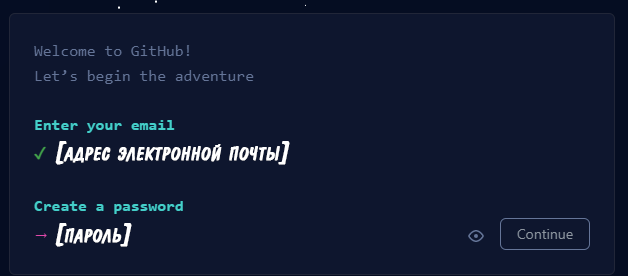 Welcome to GitHub!
Let’s begin the adventure
Enter your email
✓ [АДРЕС ЭЛЕКТРОННОЙ ПОЧТЫ]
Create a password
→ [ПАРОЛЬ]
Continue